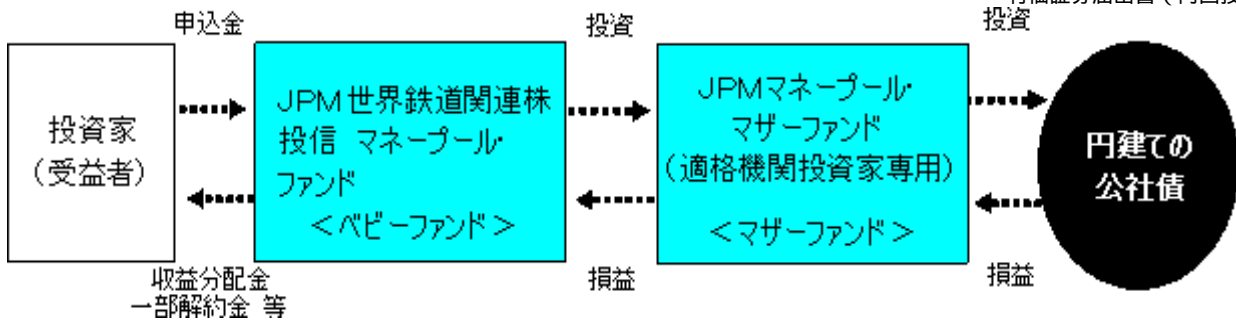 申込金
投資
投資
投資家
（受益者）
ＪＰＭ世界鉄道関連株
投信 マネープール・
ファンド
＜ベビーファンド＞
ＪＰＭマネープール・
マザーファンド
（適格機関投資家専用）
＜マザーファンド＞
円建ての
公社債
収益分配金
一部解約金 等
損益
損益